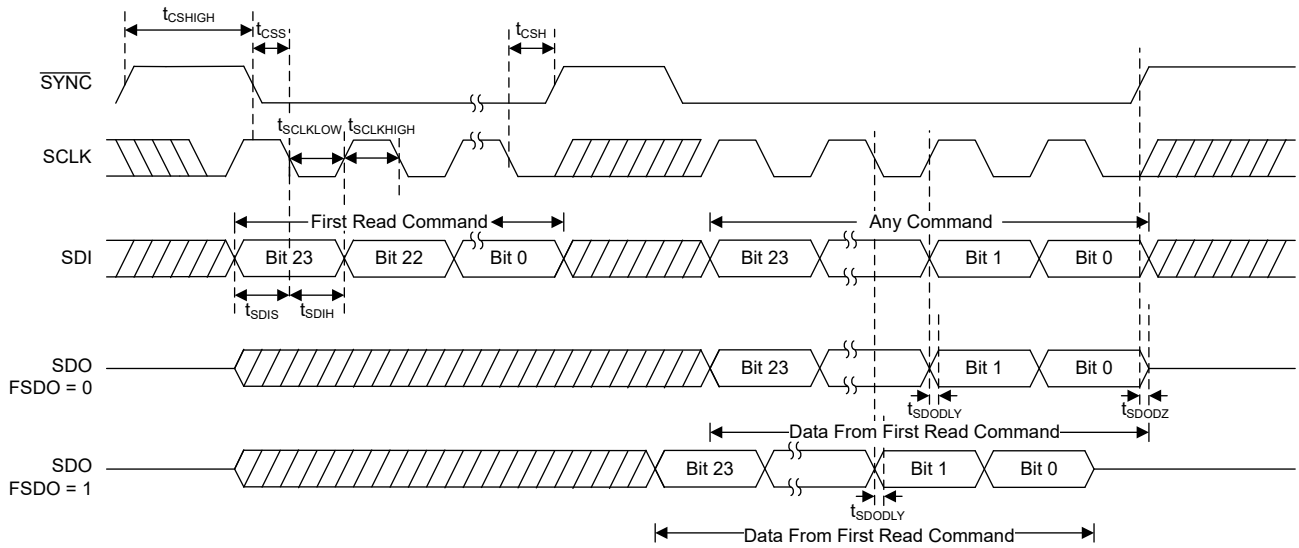 tCSHIGH
tCSS
tCSH
SYNC
tSCLKLOW tSCLKHIGH
SCLK
First Read Command
Any Command
SDI
Bit 23 Bit 22 Bit 0 Bit 23 Bit 1 Bit 0
tSDIS tSDIH
SDO
FSDO = 0
Bit 23 Bit 1 Bit 0
tSDODLY tSDODZ
Data From First Read Command
SDO
FSDO = 1
Bit 23 Bit 1 Bit 0
tSDODLY
Data From First Read Command